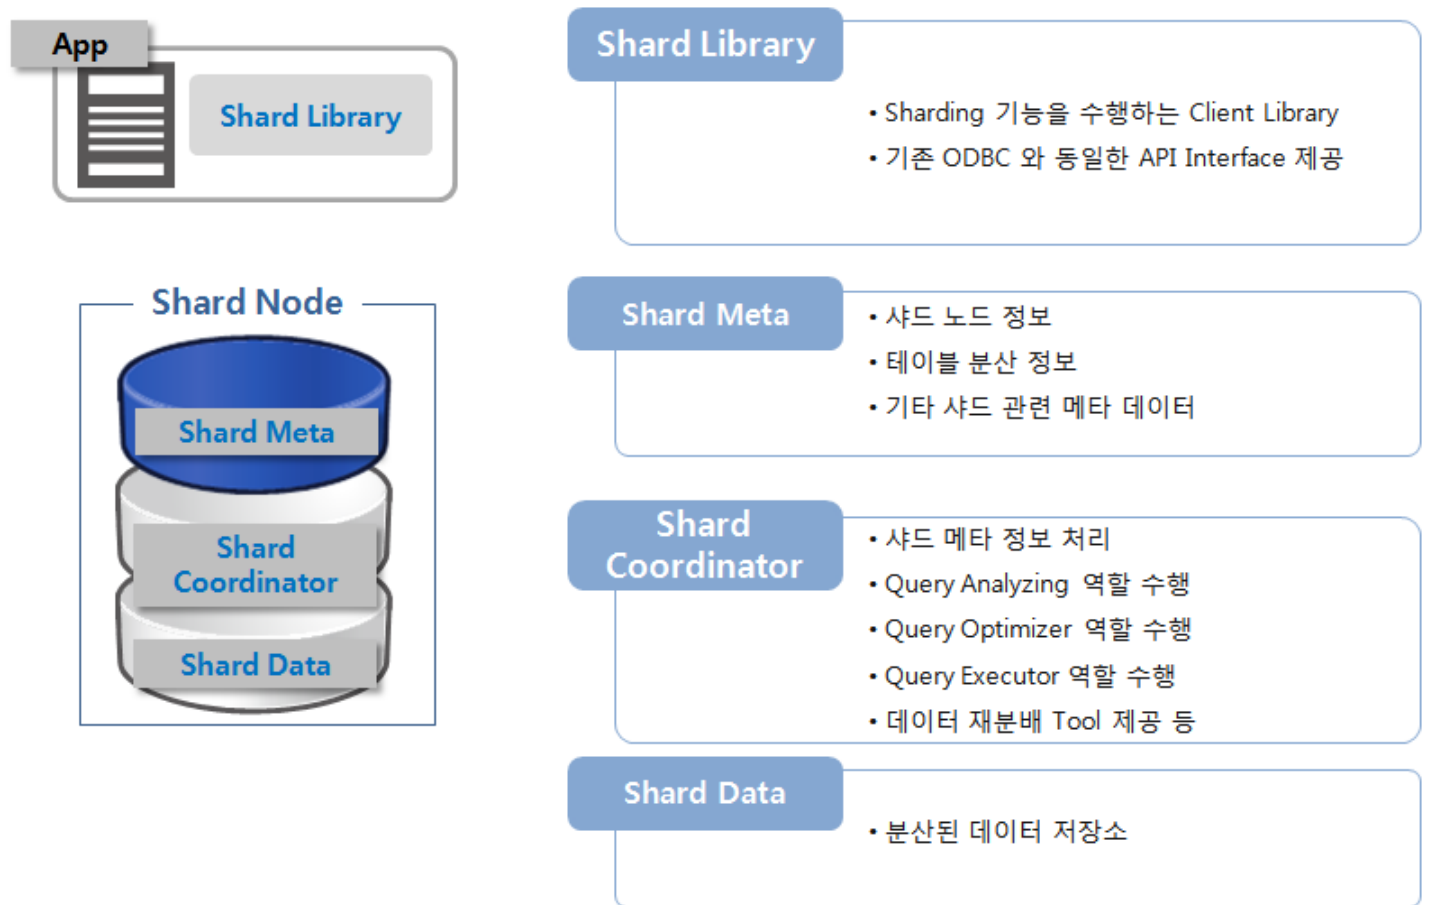 App
Shard Library
Shard Node
Shard Meta
Shard
Coordinator
Shard Data
Shard Library
• Sharding 기능을 수행하는 Client Library
• 기존 ODBC 와 동일한 API Interface 제공
Shard Meta
• 샤드 노드 정보
• 테이블 분산 정보
• 기타 샤드 관련 메타 데이터
Shard
Coordinator
• 샤드 메타 정보 처리
• Query Analyzing 역할 수행
• Query Optimizer 역할 수행
• Query Executor 역할 수행
• 데이터 재분배 Tool 제공 등
Shard Data
• 분산된 데이터 저장소